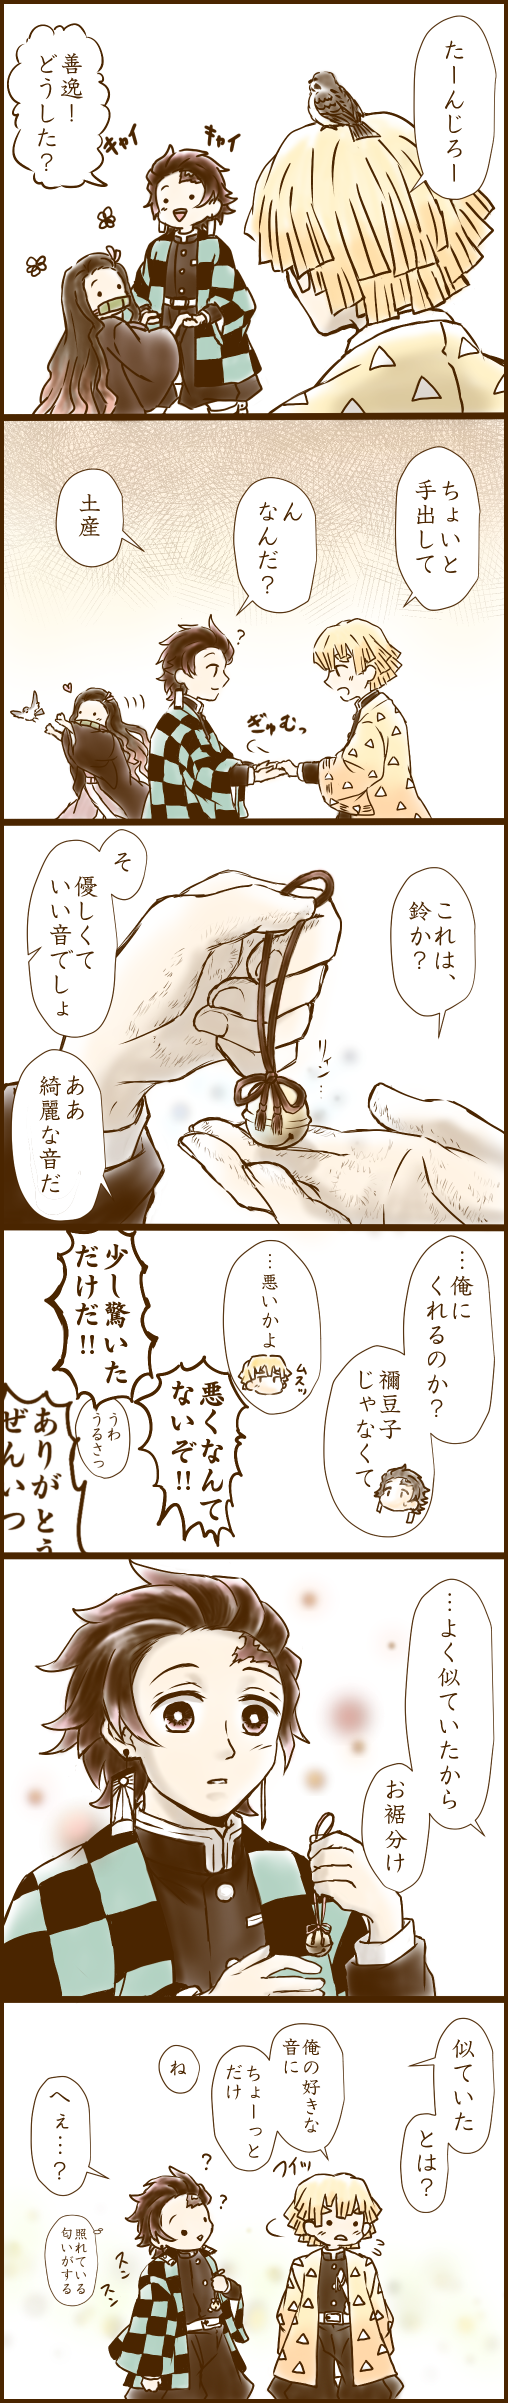 たーんじろー
キャイ
キャイ
善逸！
どうした？
ちょいと
手出して
ん
なんだ？
土産
?
ぎゅむっ
これは、
鈴か？
リィン…
そ
優しくて
いい音でしょ
ああ
綺麗な音だ
…俺に
くれるのか？
禰豆子
じゃなくて
…悪いかよ
ムスッ
悪くなんて
ないぞ!!
少し驚いた
だけだ!!
うわ
うるさっ
ありがとう
ぜんいつ
…よく似ていたから
お裾分け
似ていた
とは？
俺の好きな
音に
ちょーっと
だけ
ね
フイッ
へぇ…？
?
?
スン
スン
照れている
匂いがする